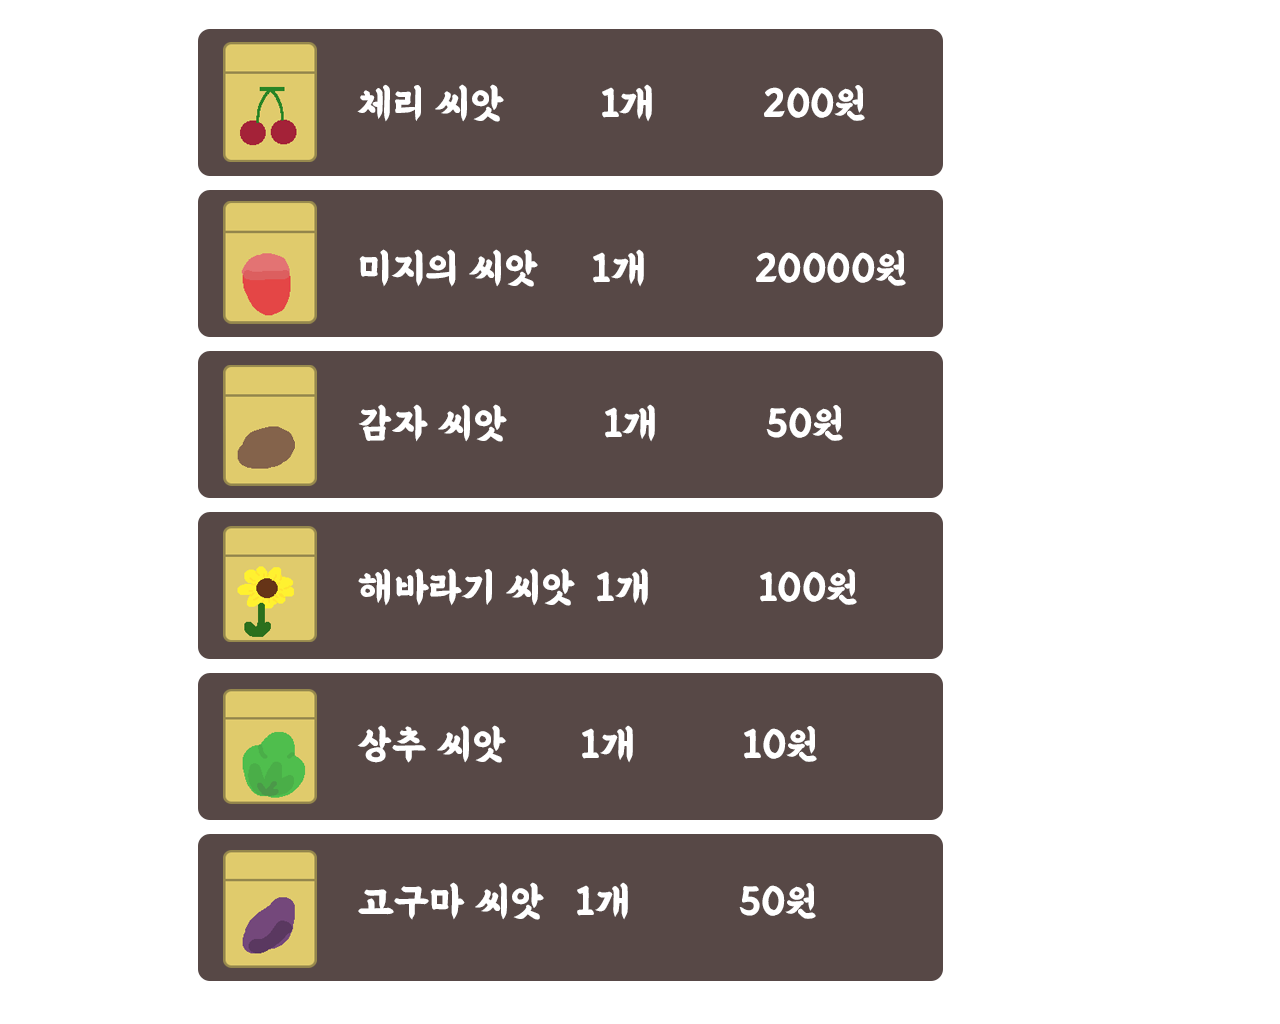 체리 씨앗 1개 200원
미지의 씨앗 1개 20000원
감자 씨앗 1개 50원
해바라기 씨앗 1개 100원
상추 씨앗 1개 10원
고구마 씨앗 1개 50원